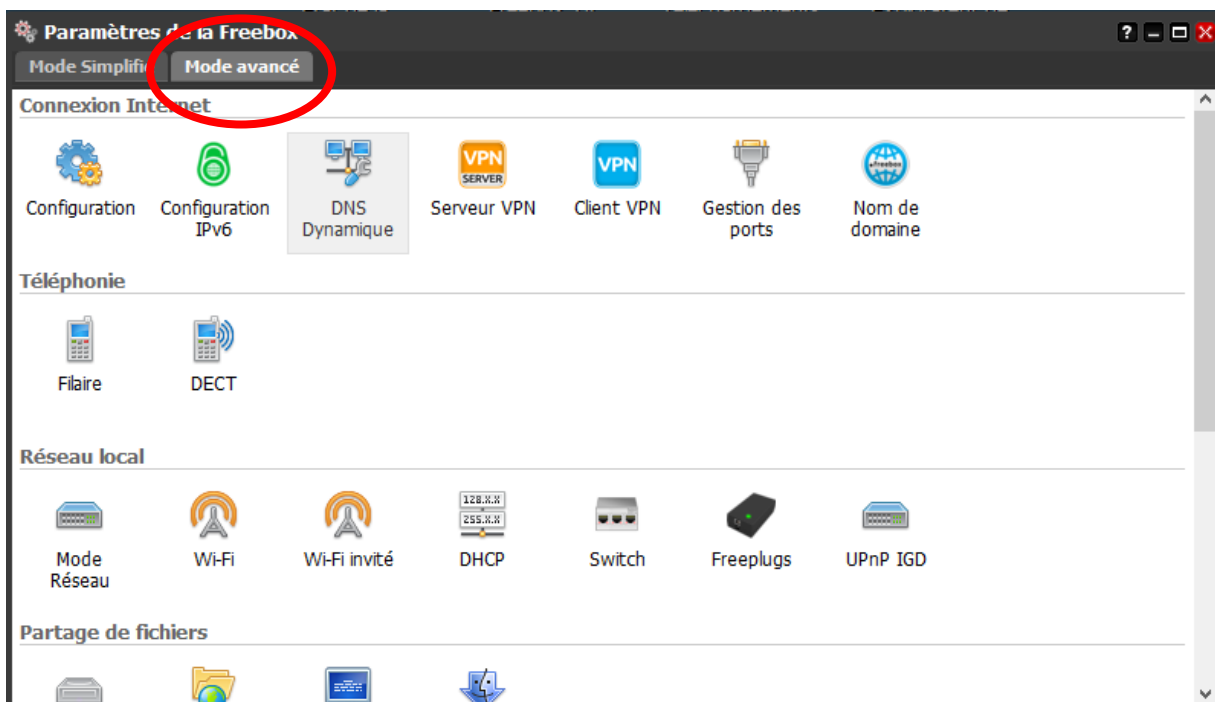 Paramètres de la Freebox
?
Mode Simplifié
Mode avancé
Connexion Internet
VPN
SERVER
VPN
.freebox
Configuration
Configuration
IPv6
DNS
Dynamique
Serveur VPN
Client VPN
Gestion des
ports
Nom de
domaine
Téléphonie
Filaire
DECT
Réseau local
128.X.X
255.X.X
Mode
Réseau
Wi-Fi
Wi-Fi invité
DHCP
Switch
Freeplugs
UPnP IGD
Partage de fichiers